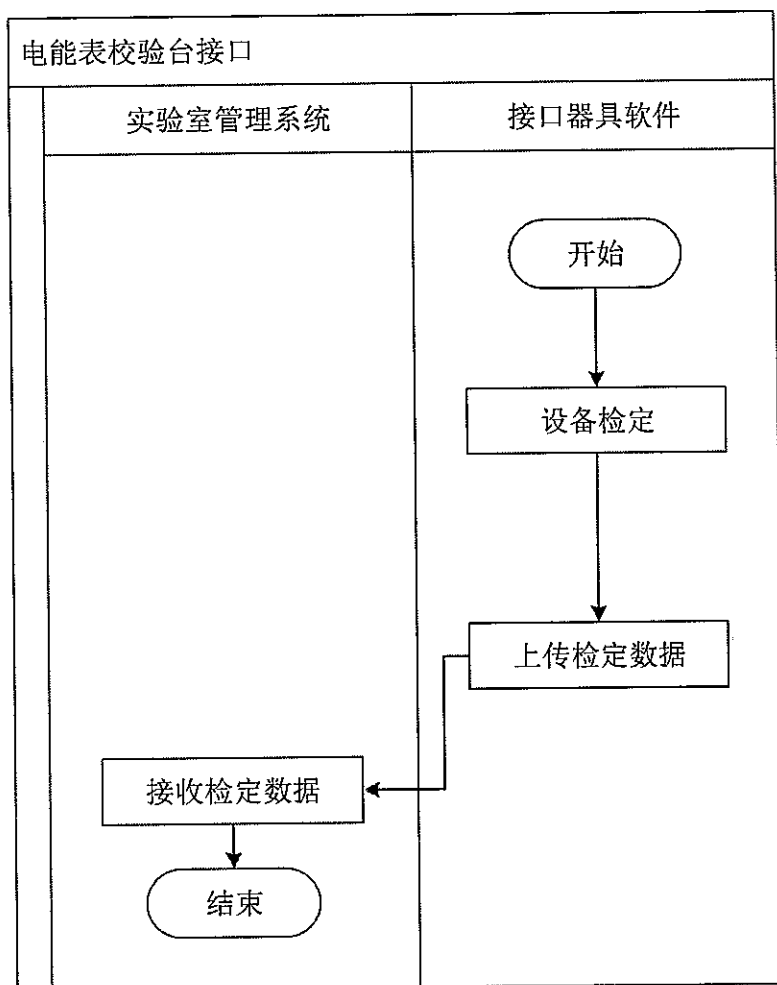 电能表校验台接口
实验室管理系统
接口器具软件
开始
设备检定
上传检定数据
接收检定数据
结束